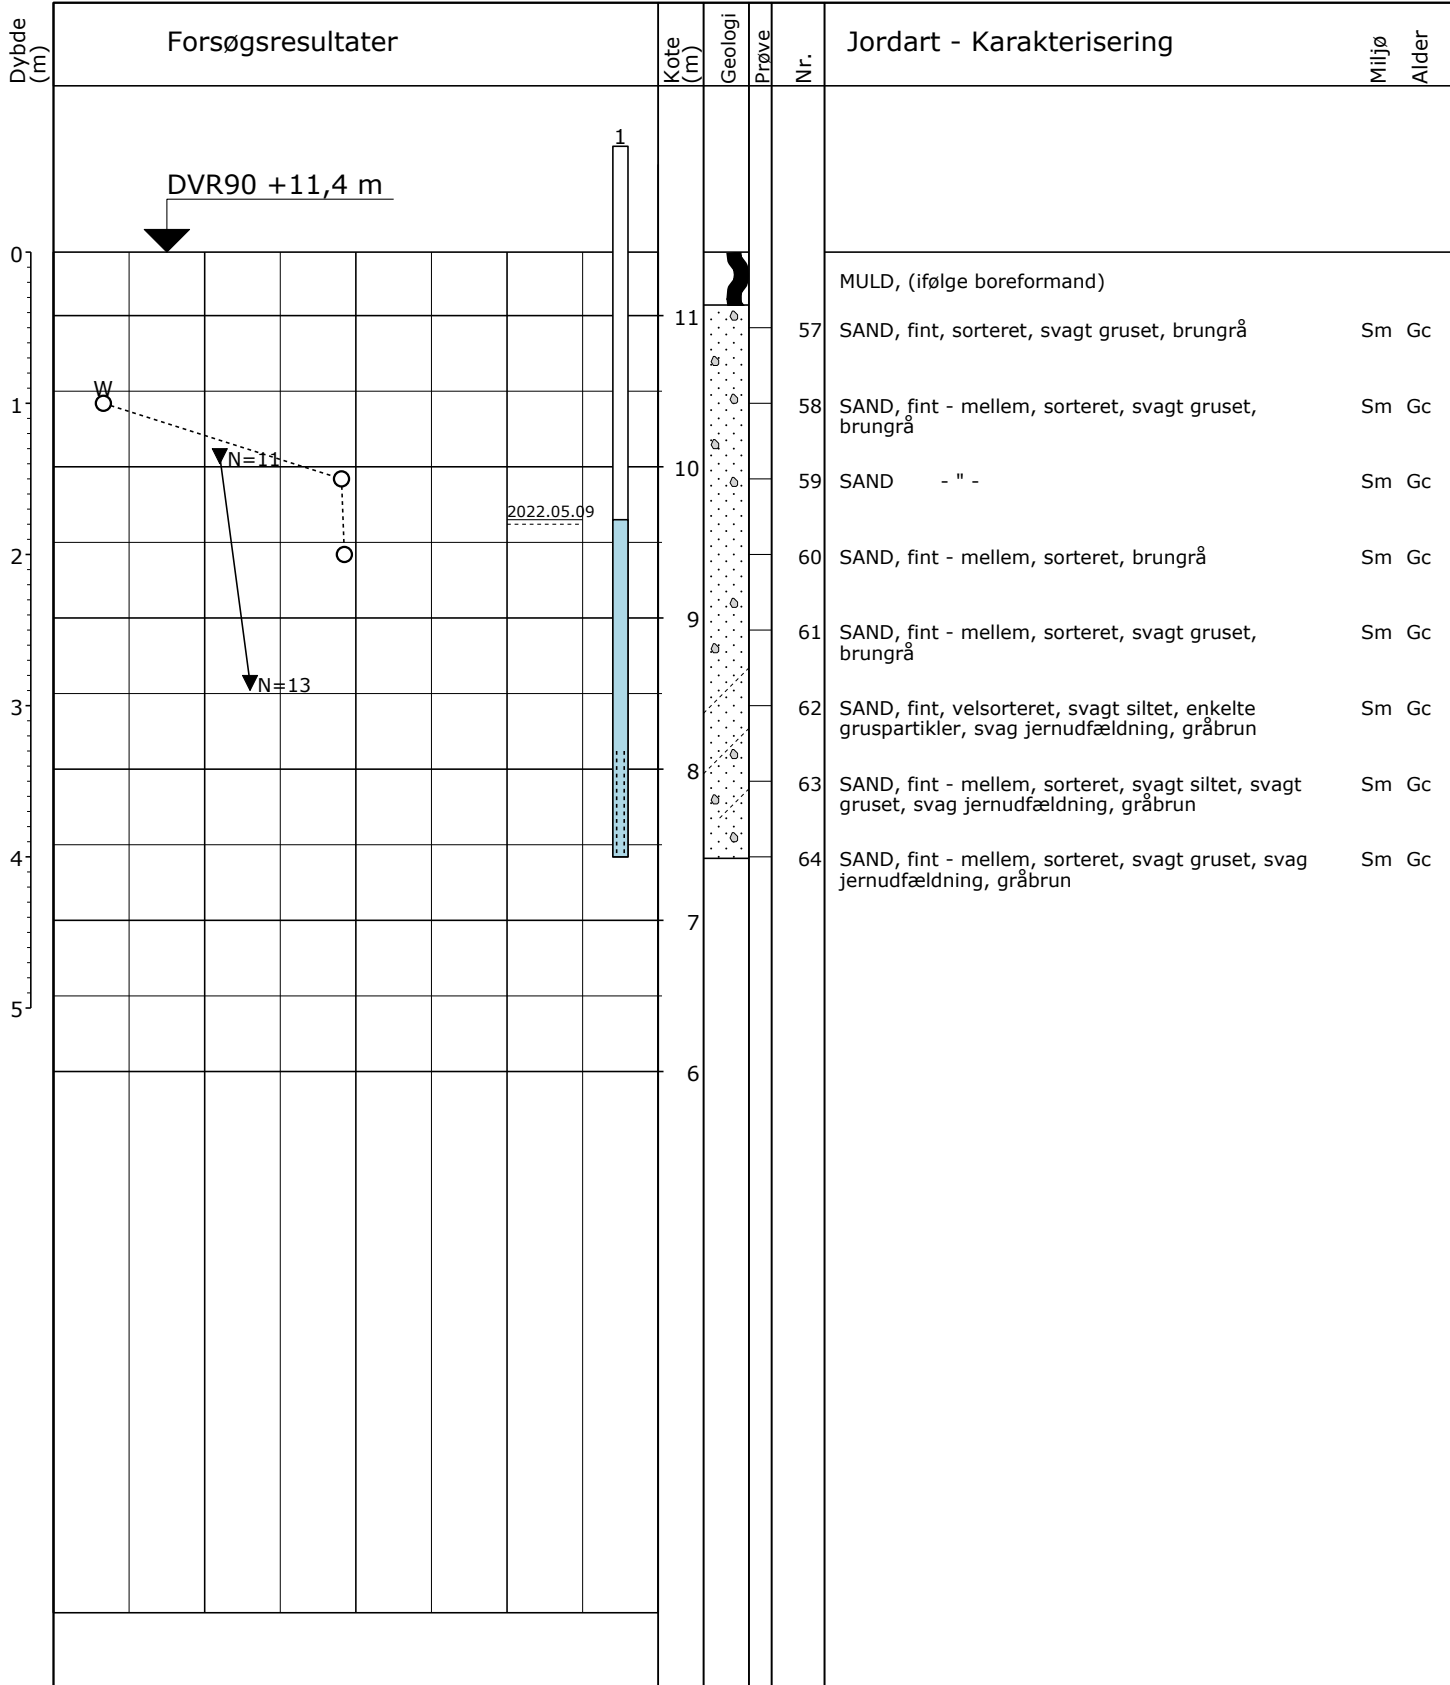 Dybde
(m)
Forsøgsresultater
Kote
(m)
Geologi
Prøve
Nr.
Jordart - Karakterisering
Miljø
Alder
1
DVR90 +11,4 m
0
MULD, (ifølge boreformand)
11
57 SAND, fint, sorteret, svagt gruset, brungrå Sm Gc
W
1
58 SAND, fint - mellem, sorteret, svagt gruset, Sm Gc
brungrå
N=11
10
59 SAND - " - Sm Gc
2022.05.09
2
60 SAND, fint - mellem, sorteret, brungrå Sm Gc
9
61 SAND, fint - mellem, sorteret, svagt gruset, Sm Gc
brungrå
N=13
3
62 SAND, fint, velsorteret, svagt siltet, enkelte Sm Gc
gruspartikler, svag jernudfældning, gråbrun
8
63 SAND, fint - mellem, sorteret, svagt siltet, svagt Sm Gc
gruset, svag jernudfældning, gråbrun
4
64 SAND, fint - mellem, sorteret, svagt gruset, svag Sm Gc
jernudfældning, gråbrun
7
5
6